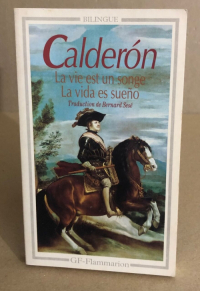 BILINGUE
Calderón
La vie est un songe
La vida es sueño
Traduction de Bernard Sesé
GF-Flammarion